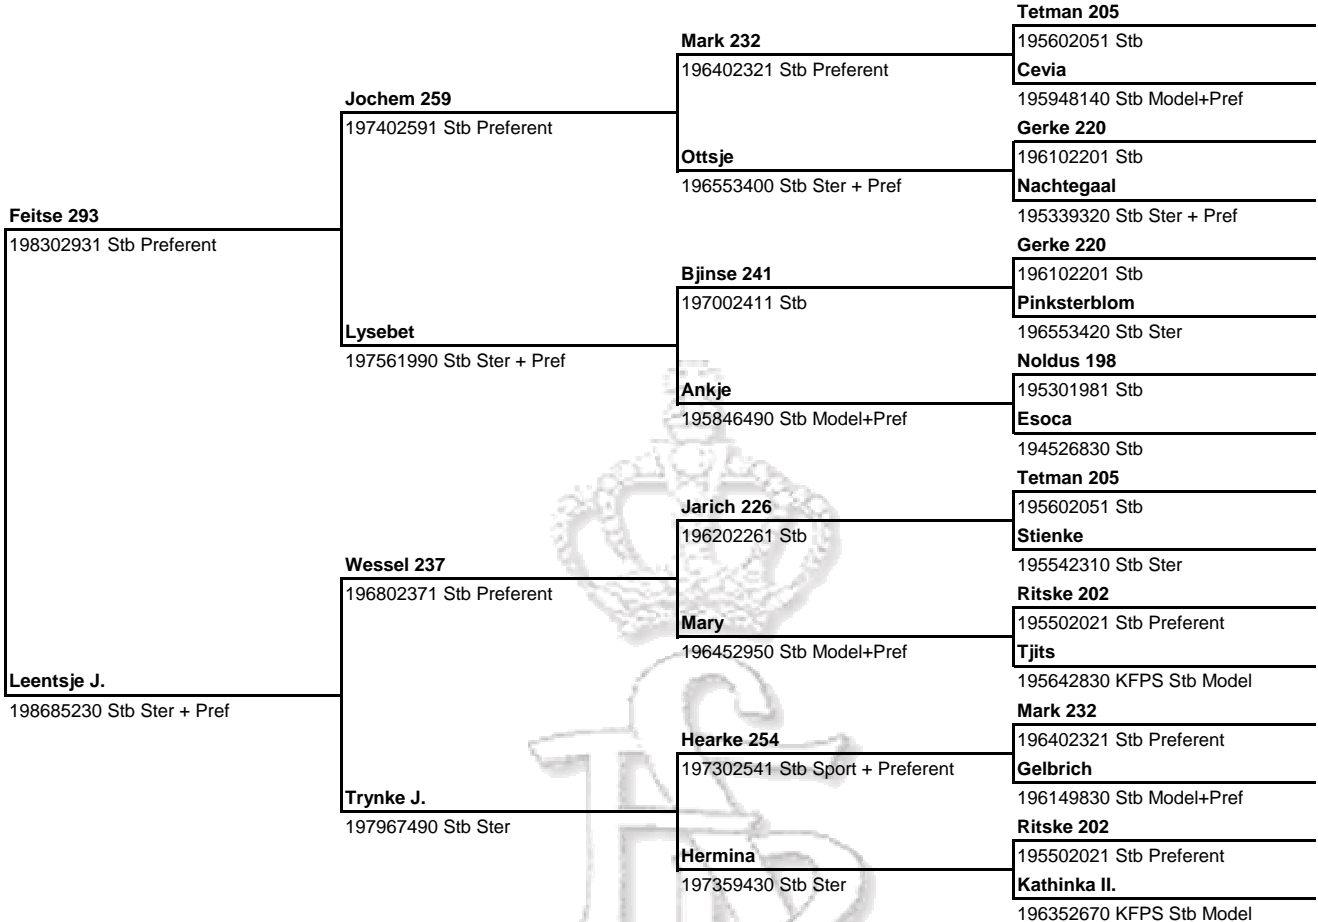 Tetman 205
Mark 232
195602051 Stb
196402321 Stb Preferent
Cevia
Jochem 259
195948140 Stb Model+Pref
197402591 Stb Preferent
Gerke 220
Ottsje
196102201 Stb
196553400 Stb Ster + Pref
Nachtegaal
Feitse 293
195339320 Stb Ster + Pref
198302931 Stb Preferent
Gerke 220
Bjinse 241
196102201 Stb
197002411 Stb
Pinksterblom
Lysebet
196553420 Stb Ster
197561990 Stb Ster + Pref
Noldus 198
Ankje
195301981 Stb
195846490 Stb Model+Pref
Esoca
194526830 Stb
Tetman 205
Jarich 226
195602051 Stb
196202261 Stb
Stienke
Wessel 237
195542310 Stb Ster
196802371 Stb Preferent
Ritske 202
Mary
195502021 Stb Preferent
196452950 Stb Model+Pref
Tjits
Leentsje J.
195642830 KFPS Stb Model
198685230 Stb Ster + Pref
Mark 232
Hearke 254
196402321 Stb Preferent
197302541 Stb Sport + Preferent
Gelbrich
Trynke J.
196149830 Stb Model+Pref
197967490 Stb Ster
Ritske 202
Hermina
195502021 Stb Preferent
197359430 Stb Ster
Kathinka II.
196352670 KFPS Stb Model